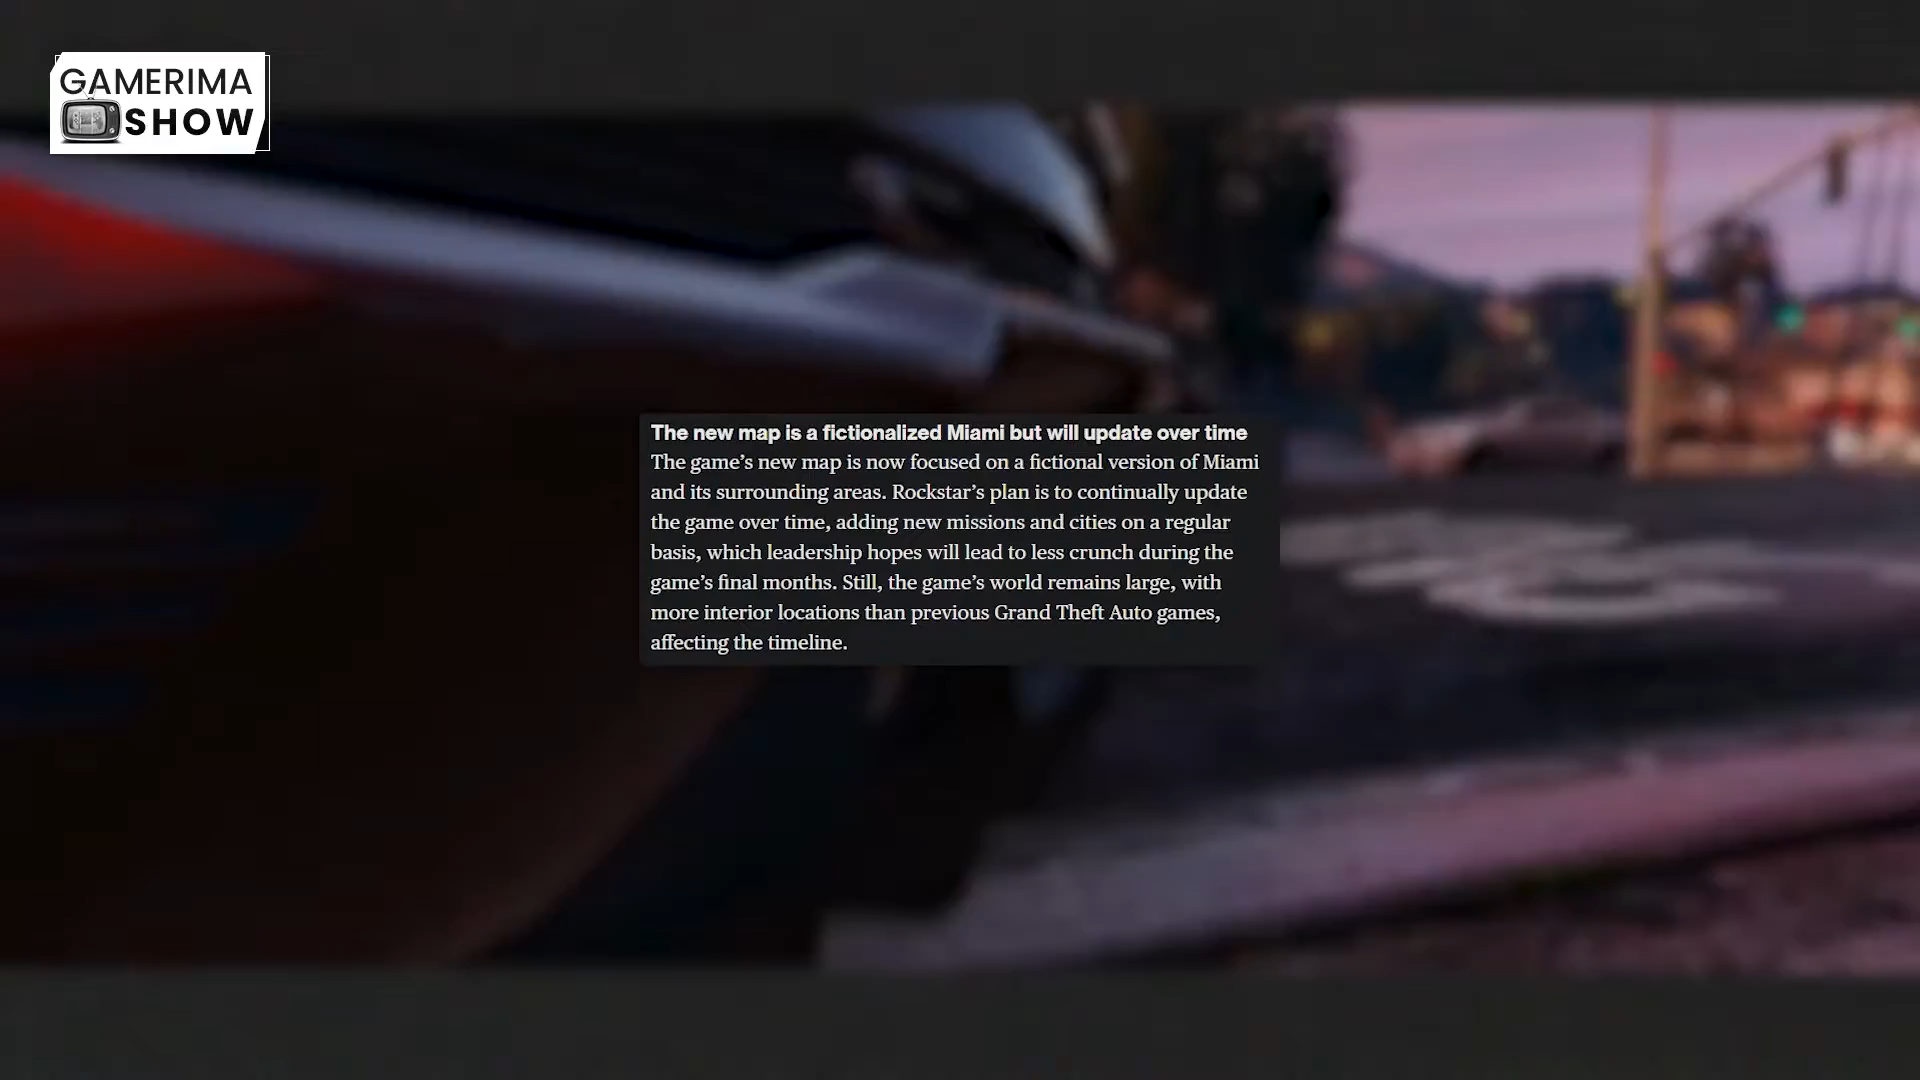 GAMERIMA
SHOW
The new map is a fictionalized Miami but will update over time
The game’s new map is now focused on a fictional version of Miami
and its surrounding areas. Rockstar’s plan is to continually update
the game over time, adding new missions and cities on a regular
basis, which leadership hopes will lead to less crunch during the
game’s final months. Still, the game’s world remains large, with
more interior locations than previous Grand Theft Auto games,
affecting the timeline.